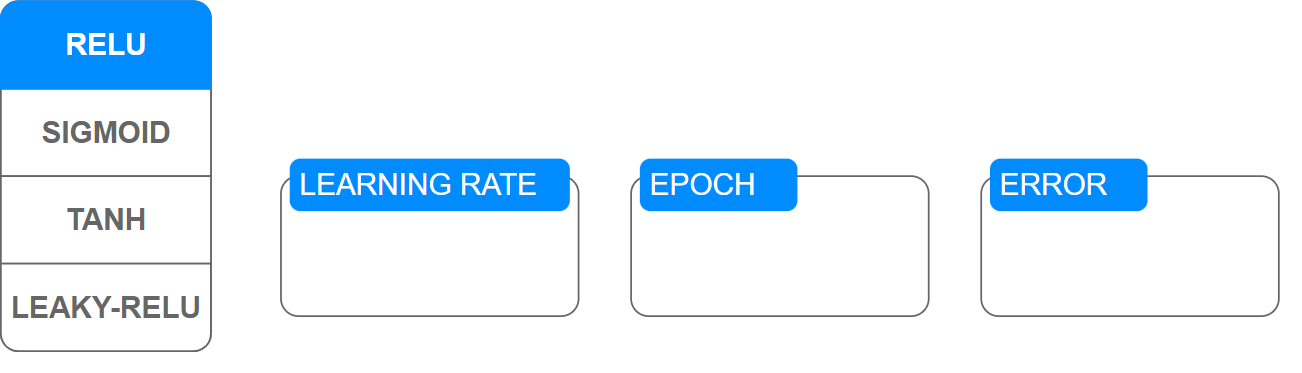 RELU
SIGMOID
TANH
LEAKY-RELU
LEARNING RATE
EPOCH
ERROR